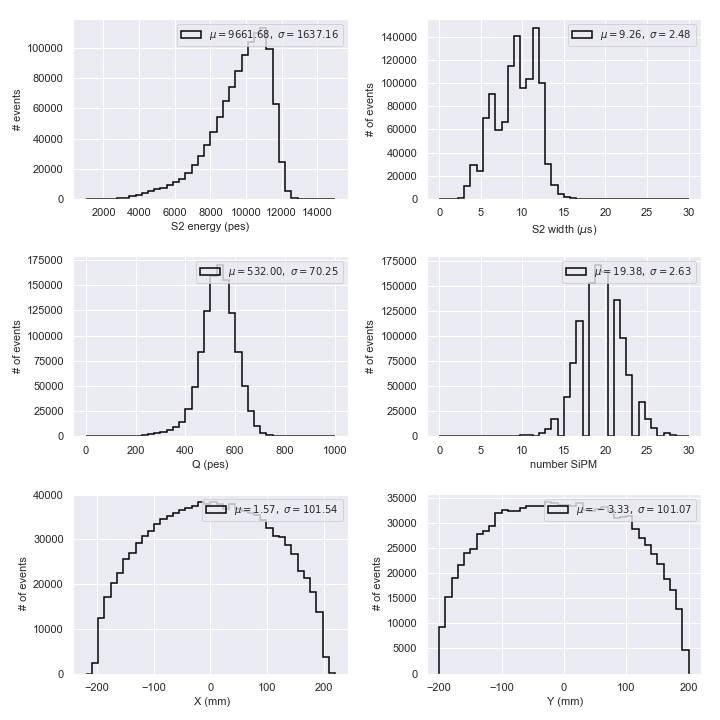 μ = 9661.68, σ = 1637.16
100000
80000
60000
40000
20000
0
# events
2000 4000 6000 8000 10000 12000 14000
S2 energy (pes)
μ = 9.26, σ = 2.48
140000
120000
100000
80000
60000
40000
20000
0
# of events
0 5 10 15 20 25 30
S2 width (μs)
μ = 532.00, σ = 70.25
175000
150000
125000
100000
75000
50000
25000
0
# of events
0 200 400 600 800 1000
Q (pes)
μ = 19.38, σ = 2.63
175000
150000
125000
100000
75000
50000
25000
0
# of events
0 5 10 15 20 25 30
number SiPM
μ = 1.57, σ = 101.54
40000
30000
20000
10000
0
# of events
−200 −100 0 100 200
X (mm)
μ = −3.33, σ = 101.07
35000
30000
25000
20000
15000
10000
5000
0
# of events
−200 −100 0 100 200
Y (mm)